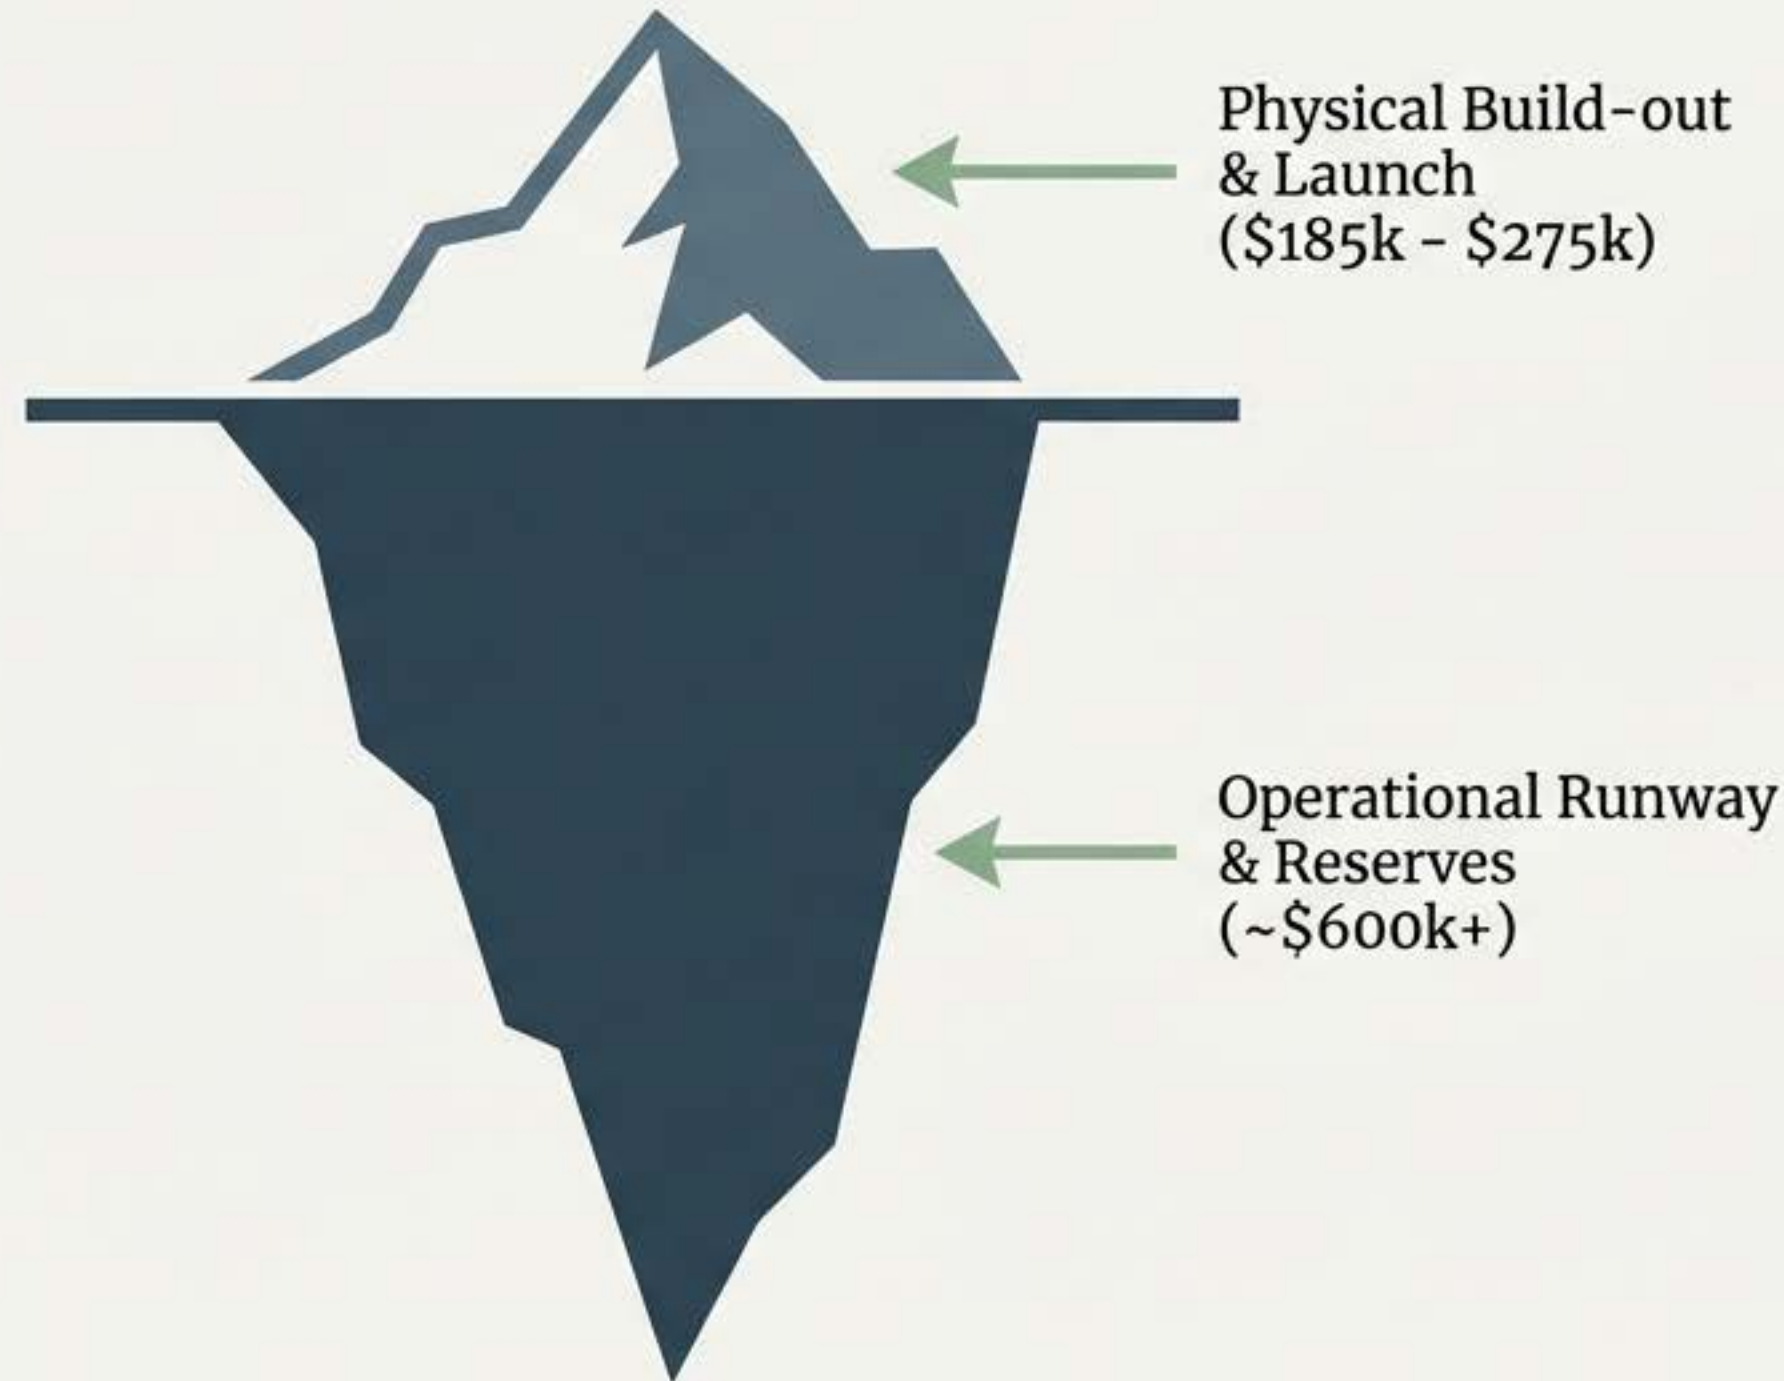 Physical Build-out
& Launch
($185k - $275k)
Operational Runway
& Reserves
(~$600k+)